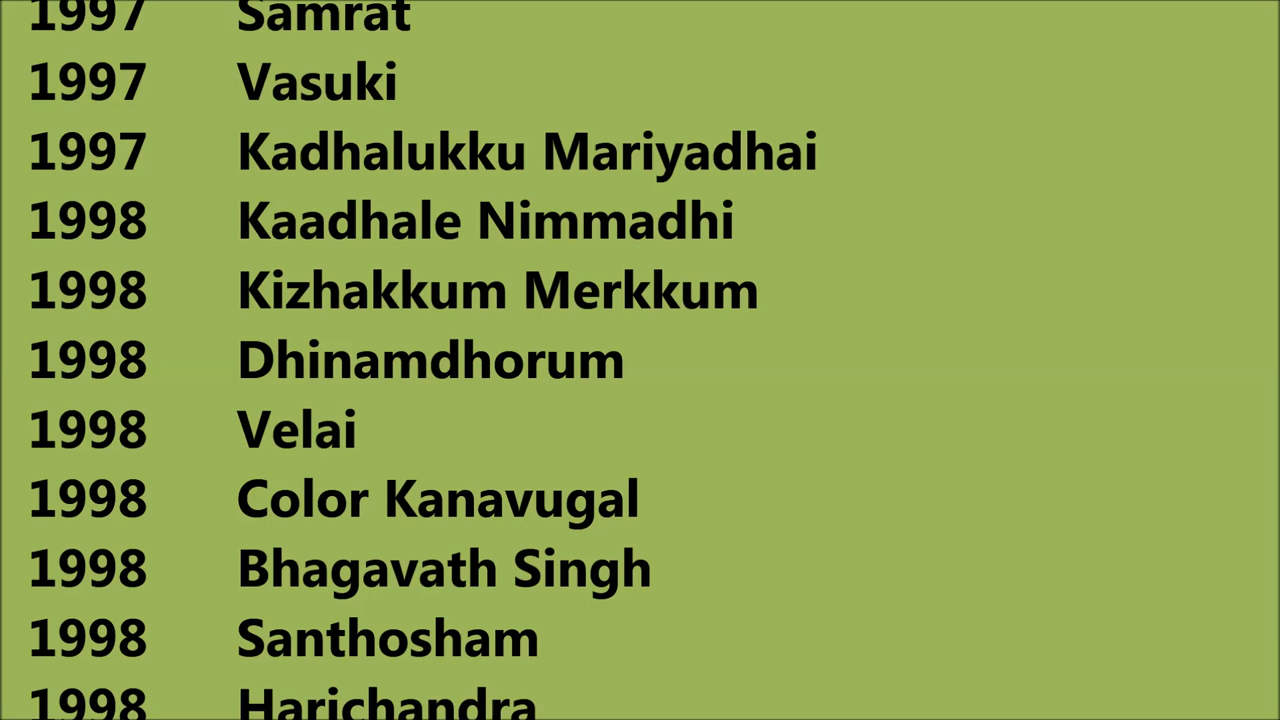 1997 Samrat
1997 Vasuki
1997 Kadhalukku Mariyadhai
1998 Kaadhale Nimmadhi
1998 Kizhakkum Merkkum
1998 Dhinamdhorum
1998 Velai
1998 Color Kanavugal
1998 Bhagavath Singh
1998 Santhosham
1998 Harichandra